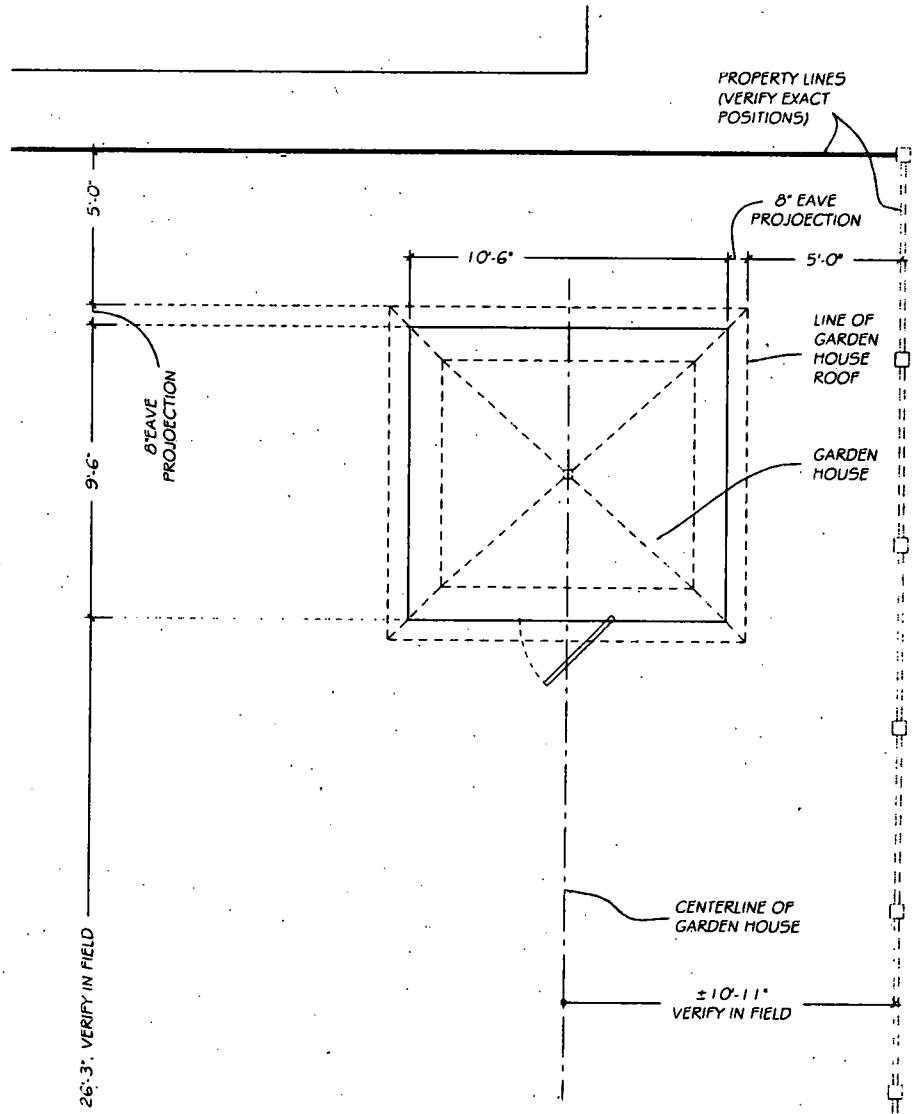 PROPERTY LINES
(VERIFY EXACT
POSITIONS)
5'-0"
8" EAVE
PROJOECTION
10'-6"
5'-0"
LINE OF
GARDEN
HOUSE
ROOF
8" EAVE
PROJOECTION
9'-6"
GARDEN
HOUSE
CENTERLINE OF
GARDEN HOUSE
26'-3". VERIFY IN FIELD
±10'-11"
VERIFY IN FIELD